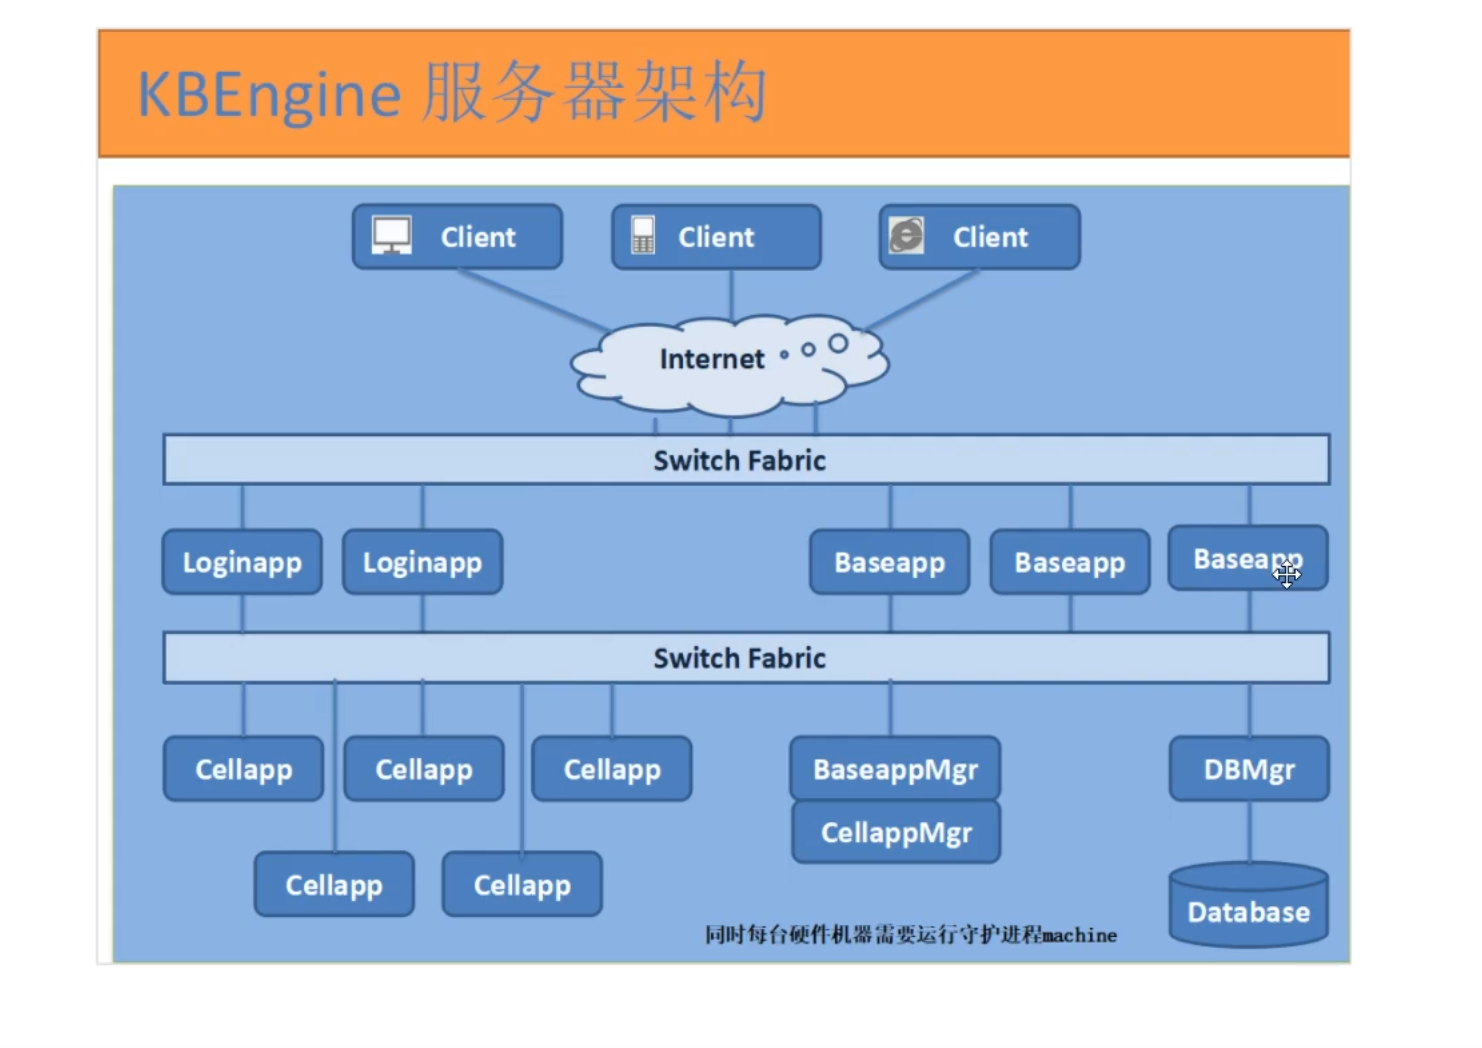 KBEngine 服务器架构
Client
Client
Client
Internet
Switch Fabric
Loginapp
Loginapp
Baseapp
Baseapp
Baseapp
Switch Fabric
Cellapp
Cellapp
Cellapp
BaseappMgr
DBMgr
CellappMgr
Cellapp
Cellapp
Database
同时每台硬件机器需要运行守护进程machine